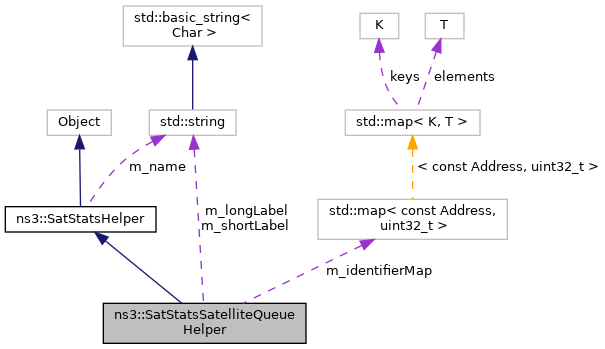 std::basic_string<
Char >
K
T
keys
elements
Object
std::string
std::map< K, T >
m_name
< const Address, uint32_t >
ns3::SatStatsHelper
m_longLabel
m_shortLabel
std::map< const Address,
uint32_t >
m_identifierMap
ns3::SatStatsSatelliteQueue
Helper